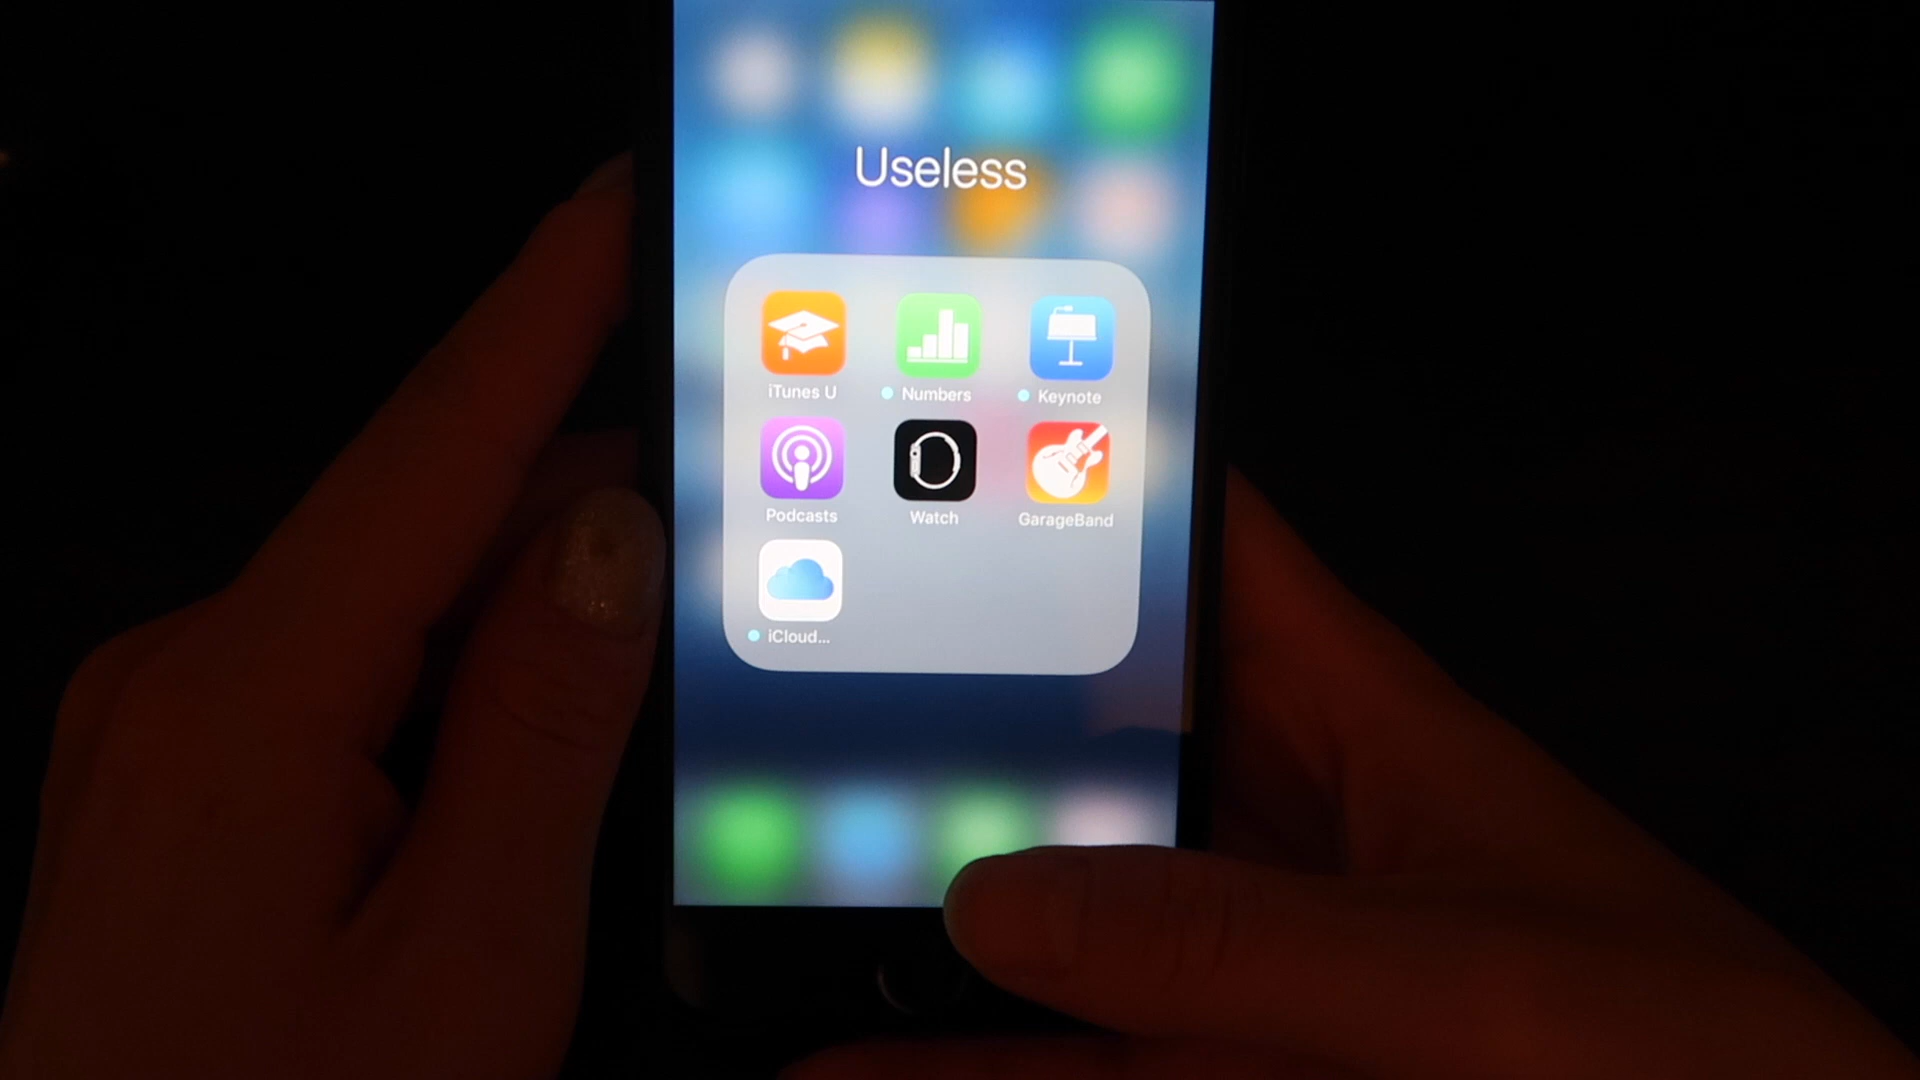 Useless
iTunes U
Numbers
Keynote
Podcasts
Watch
GarageBand
iCloud...